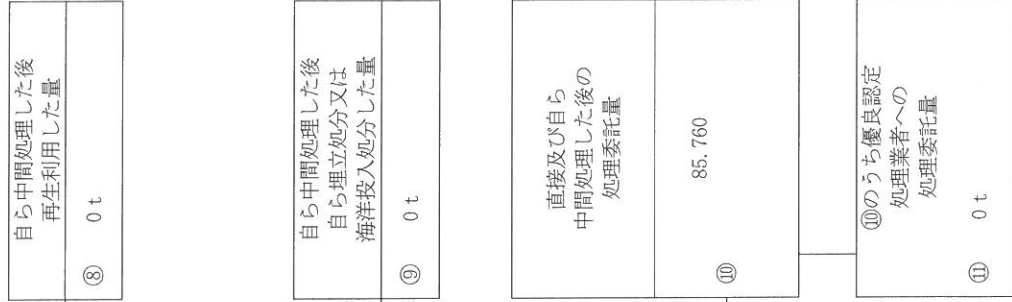 自ら中間処理した後
再生利用した量
⑧ 0 t
自ら中間処理した後
自ら埋立処分又は
海洋投入処分した量
⑨ 0 t
直接及び自ら
中間処理した後の
処理委託量
⑩ 85.760
⑩のうち優良認定
処理業者への
処理委託量
⑪ 0 t